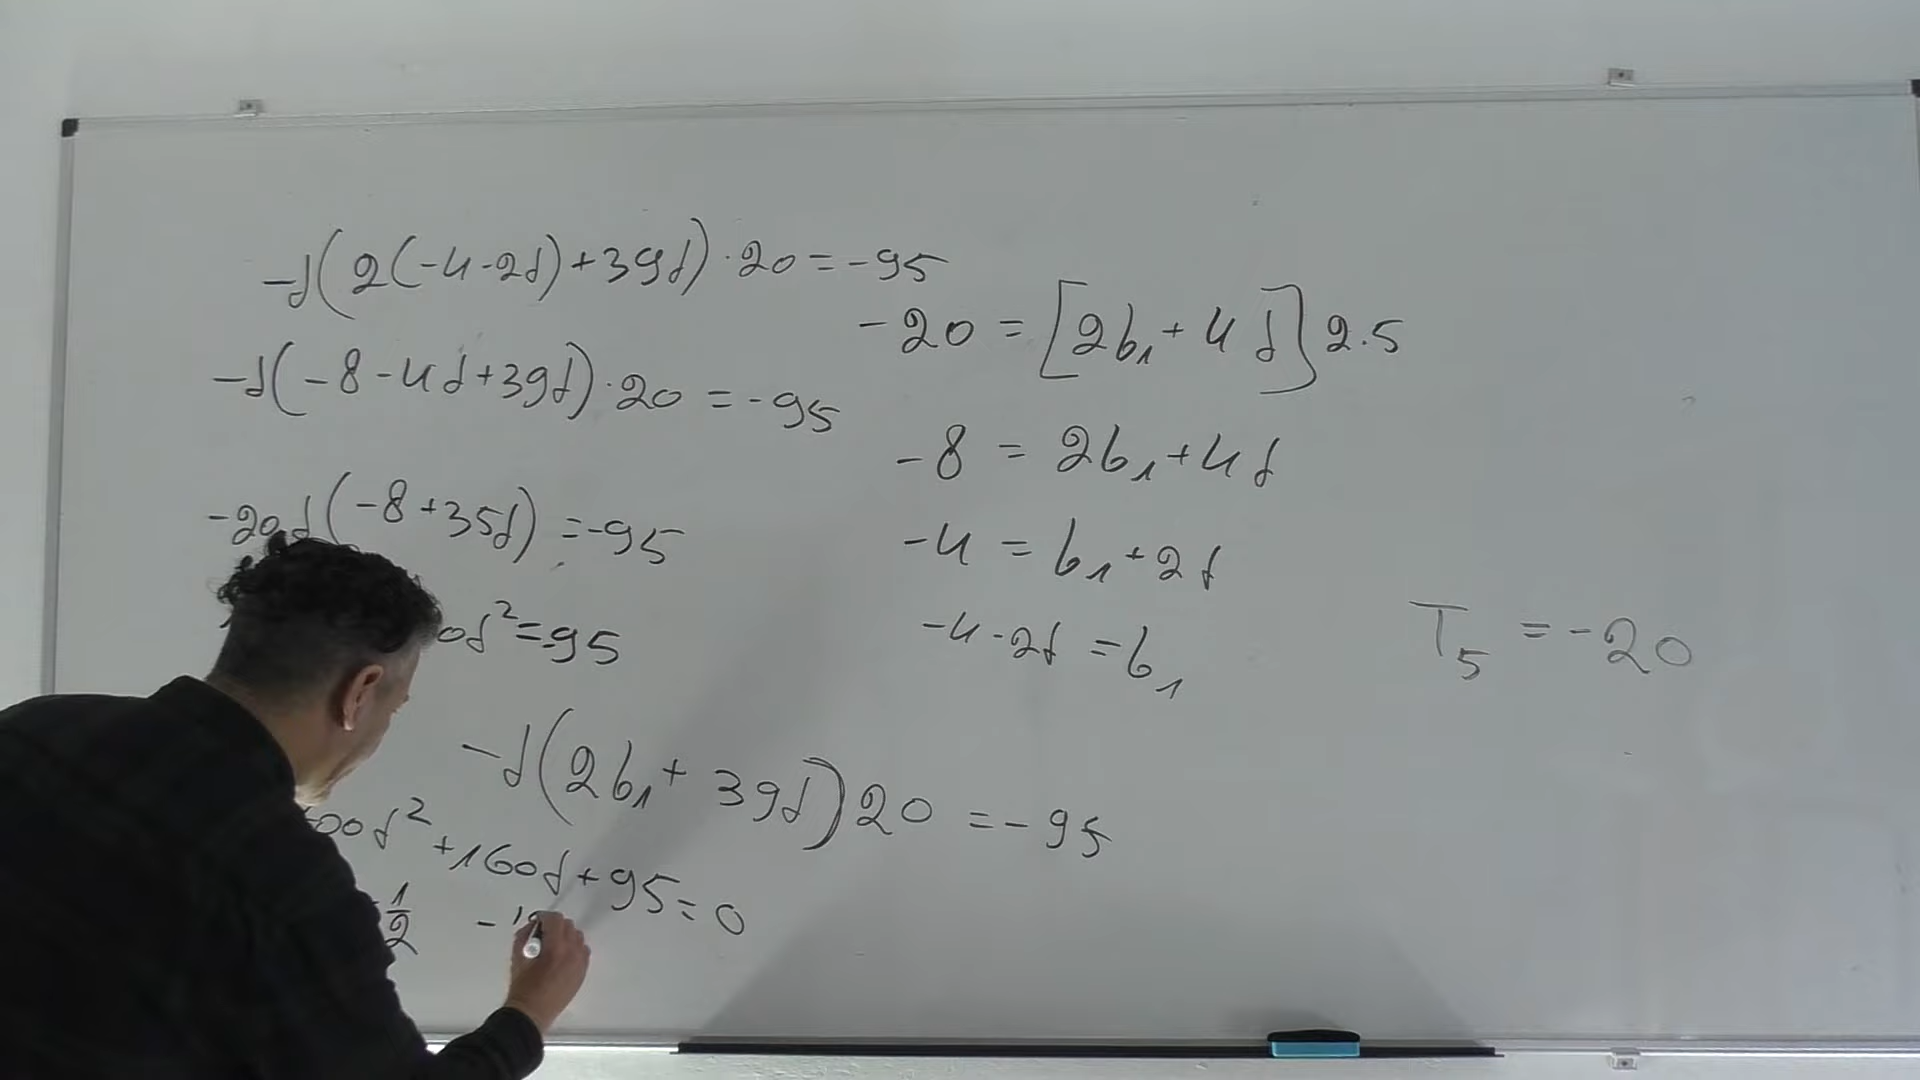 -d(2(-4-2d)+39d)·20=-95
-d(-8-4d+39d)·20=-95
-20d(-8+35d)=-95
0d²=95
-d(2b₁+39d)20=-95
00d²+160d+95=0
1/2 -1
-20=[2b₁+4d]2.5
-8=2b₁+4d
-4=b₁+2d
-4-2d=b₁
T₅=-20